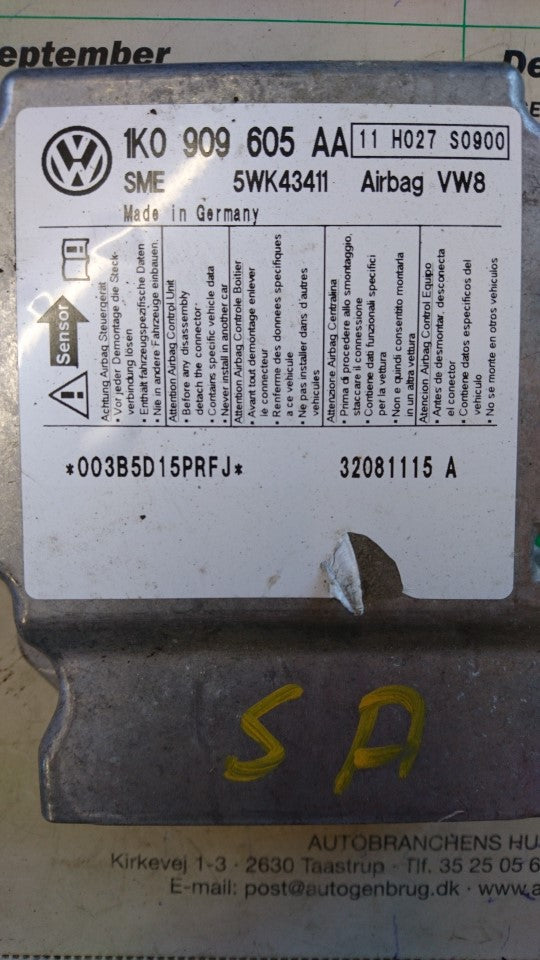 eptember
De
1K0 909 605 AA 11 H027 S0900
SME 5WK43411 Airbag VW8
Made in Germany
Sensor
Achtung Airbag Steuergerät
• Vor jeder Demontage die Steck-
verbindung lösen
• Enthält fahrzeugspezifische Daten
• Nie in andere Fahrzeuge einbauen.
Attention Airbag Control Unit
• Before any disassembly
detach the connector
• Contains specific vehicle data
• Never install in another car
Attention Airbag Controle Boitier
• Avant tout démontage enlever
le connecteur
• Renferme des données spécifiques
a ce véhicule
• Ne pas installer dans d'autres
vehicules
Attenzione Airbag Centralina
• Prima di procedere allo smontaggio,
staccare il connessione
• Contiene dati funzionali specifici
per la vettura
• Non e quindi consentito montarla
in un altra vettura
Atencion Airbag Control Equipo
• Antes de desmontar, desconecta
el conector
• Contiene datos especificos del
vehiculo
• No se monte en otros vehiculos
*003B5D15PRFJ* 32081115 A
SA
AUTOBRANCHENS HU
Kirkevej 1-3 · 2630 Taastrup · Tlf. 35 25 05 6
E-mail: post@autogenbrug.dk · www.a